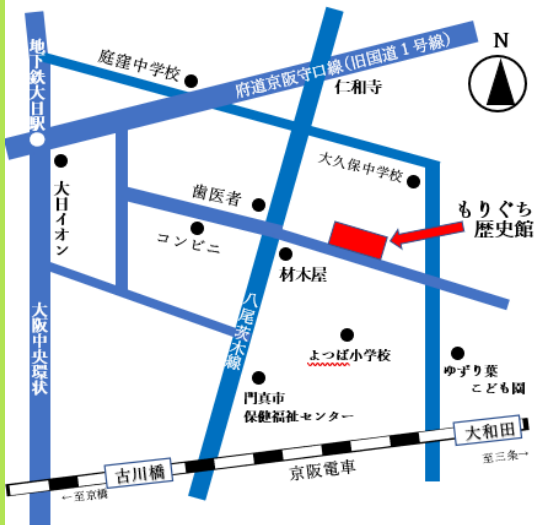 N
地下鉄大日駅
庭窪中学校
府道京阪守口線(旧国道1号線)
仁和寺
大久保中学校
大日イオン
歯医者
コンビニ
もりぐち
歴史館
材木屋
大阪中央環状
八尾茨木線
よつば小学校
ゆずり葉
こども園
門真市
保健福祉センター
大和田
古川橋
京阪電車
至三条→
←至京橋